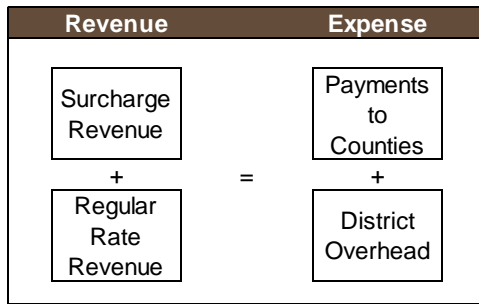 Revenue Expense
Surcharge
Revenue
Payments
to
Counties
+ = +
Regular
Rate
Revenue
District
Overhead